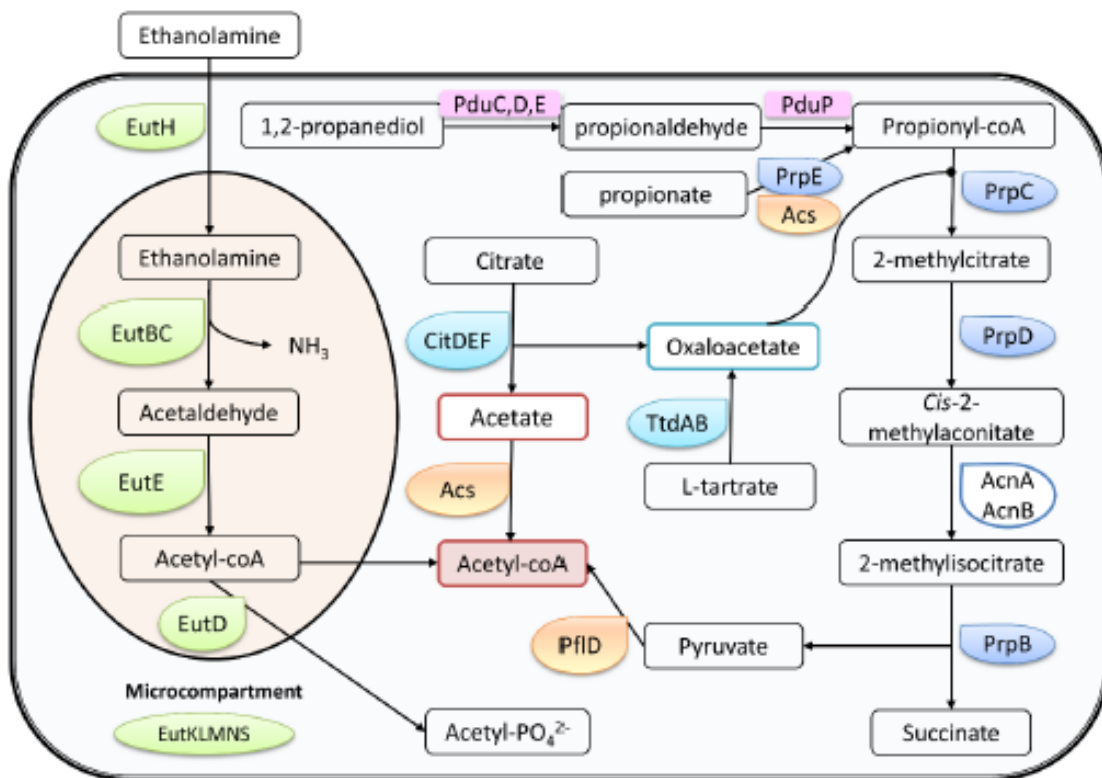 Ethanolamine
EutH
PduC,D,E
PduP
1,2-propanediol
propionaldehyde
Propionyl-coA
propionate
PrpE
Acs
PrpC
Ethanolamine
Citrate
2-methylcitrate
EutBC
NH₃
CitDEF
Oxaloacetate
PrpD
Acetaldehyde
Acetate
TtdAB
Cis-2-
methylaconitate
EutE
Acs
L-tartrate
AcnA
AcnB
Acetyl-coA
Acetyl-coA
2-methylisocitrate
EutD
PflD
Pyruvate
PrpB
Microcompartment
EutKLMNS
Acetyl-PO₄²⁻
Succinate